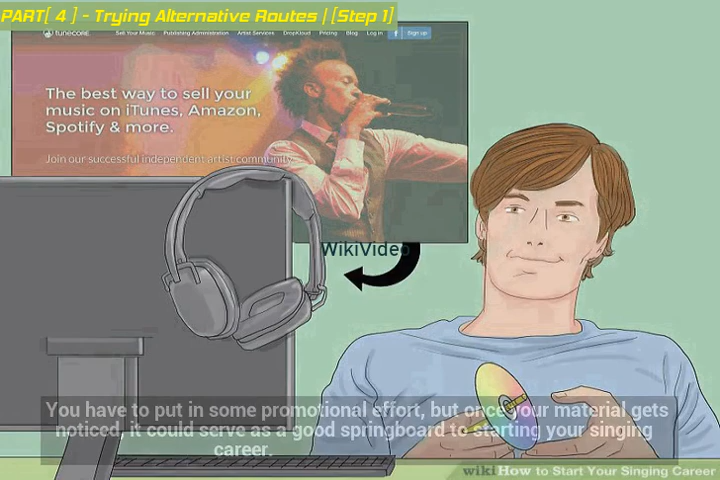 PART[ 4 ] - Trying Alternative Routes | [Step 1]
TUNECORE Sell Your Music Publishing Administration Artist Services DropKloud Pricing Blog Log in f Sign up
The best way to sell your
music on iTunes, Amazon,
Spotify & more.
Join our successful independent artist community.
WikiVideo
You have to put in some promotional effort, but once your material gets
noticed, it could serve as a good springboard to starting your singing
career.
wikiHow to Start Your Singing Career